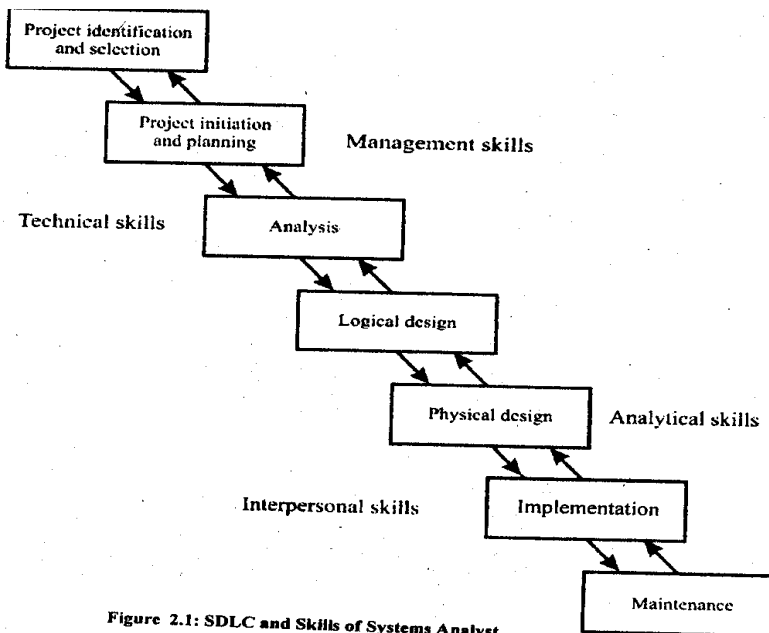 Project identification
and selection
Project initiation
and planning
Management skills
Technical skills
Analysis
Logical design
Physical design
Analytical skills
Interpersonal skills
Implementation
Maintenance
Figure 2.1: SDLC and Skills of Systems Analyst